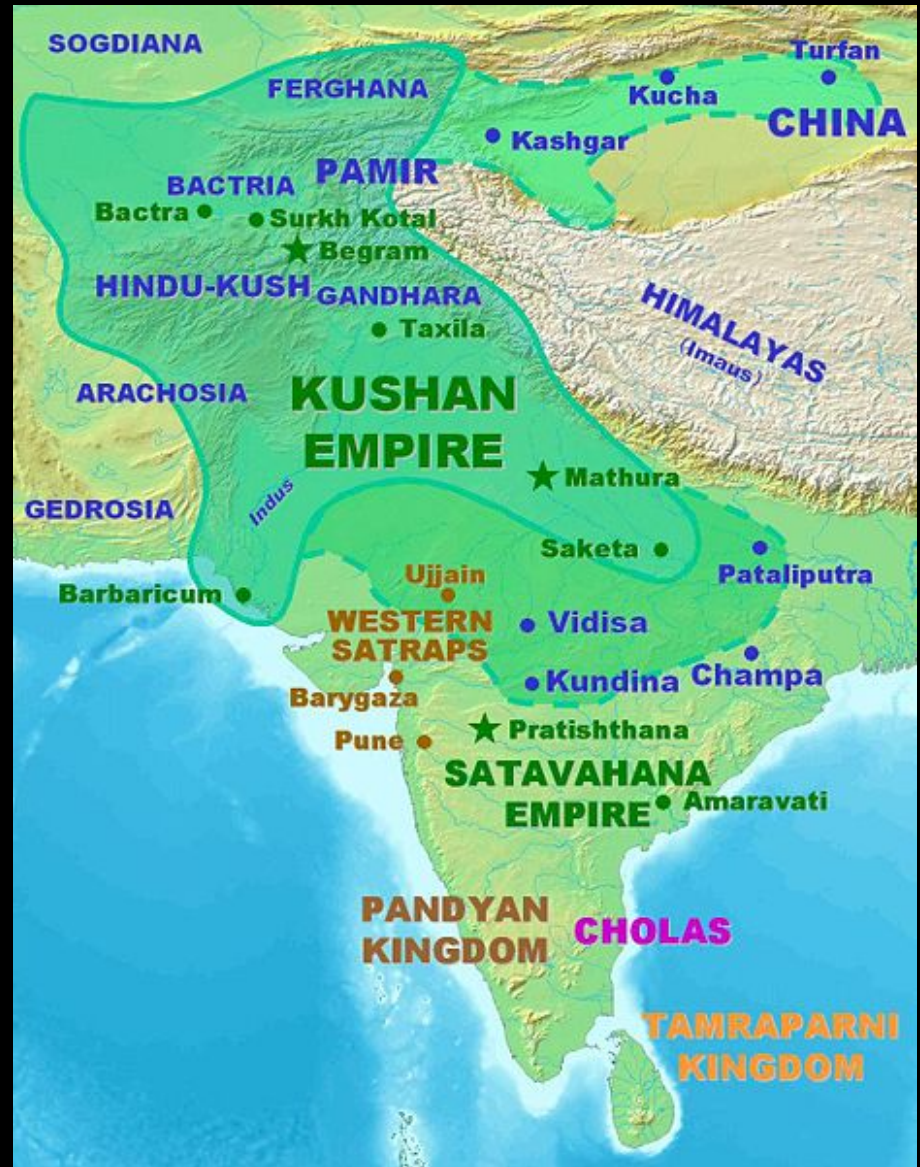 SOGDIANA
Turfan
FERGHANA
Kucha
CHINA
Kashgar
PAMIR
BACTRIA
Bactra
Surkh Kotal
Begram
HINDU-KUSH
GANDHARA
HIMALAYAS
(Imaus)
Taxila
ARACHOSIA
KUSHAN
EMPIRE
Mathura
GEDROSIA
Indus
Saketa
Pataliputra
Ujjain
Barbaricum
WESTERN
SATRAPS
Vidisa
Champa
Kundina
Barygaza
Pratishthana
Pune
SATAVAHANA
EMPIRE
Amaravati
PANDYAN
KINGDOM
CHOLAS
TAMRAPARNI
KINGDOM